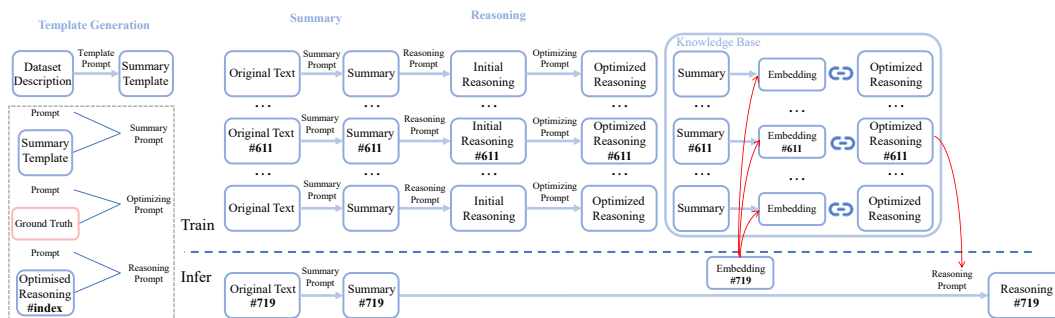 Template Generation
Dataset
Description
Template
Prompt
Summary
Template
Prompt
Summary
Template
Summary
Prompt
Prompt
Ground Truth
Optimizing
Prompt
Prompt
Optimised
Reasoning
#index
Reasoning
Prompt
Summary
Reasoning
Original Text
Summary
Prompt
Summary
Reasoning
Prompt
Initial
Reasoning
Optimizing
Prompt
Optimized
Reasoning
...
...
...
...
Original Text
#611
Summary
Prompt
Summary
#611
Reasoning
Prompt
Initial
Reasoning
#611
Optimizing
Prompt
Optimized
Reasoning
#611
...
...
...
...
Original Text
Summary
Prompt
Summary
Reasoning
Prompt
Initial
Reasoning
Optimizing
Prompt
Optimized
Reasoning
Knowledge Base
Summary
Embedding
Optimized
Reasoning
...
...
...
Summary
#611
Embedding
#611
Optimized
Reasoning
#611
...
...
...
Summary
Embedding
Optimized
Reasoning
Train
Infer
Original Text
#719
Summary
Prompt
Summary
#719
Embedding
#719
Reasoning
Prompt
Reasoning
#719